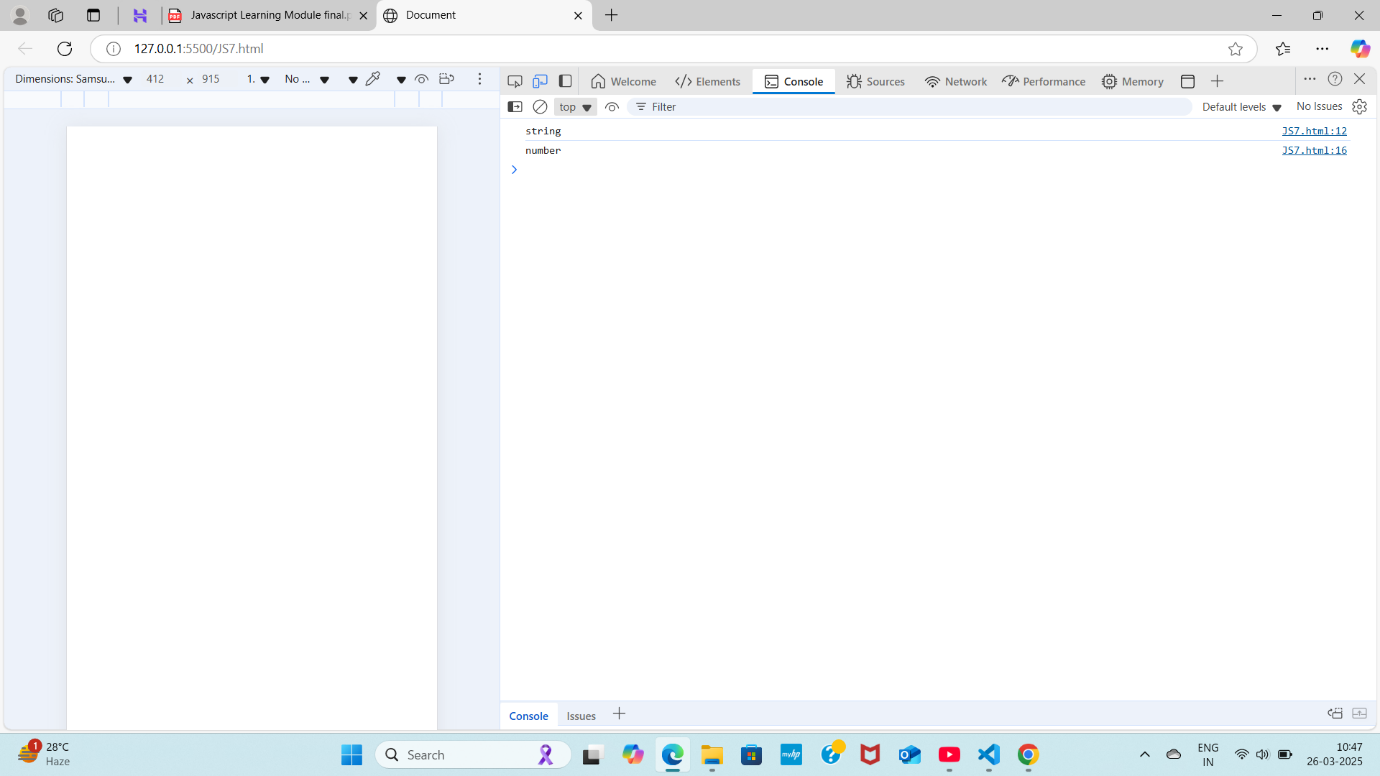 Javascript Learning Module final.p
Document
127.0.0.1:5500/JS7.html
Dimensions: Samsu... 412 × 915 1. No ...
Welcome Elements Console Sources Network Performance Memory
top Filter Default levels No Issues
string JS7.html:12
number JS7.html:16
Console Issues
1 28°C
Haze
Search
myhp
ENG
IN
10:47
26-03-2025